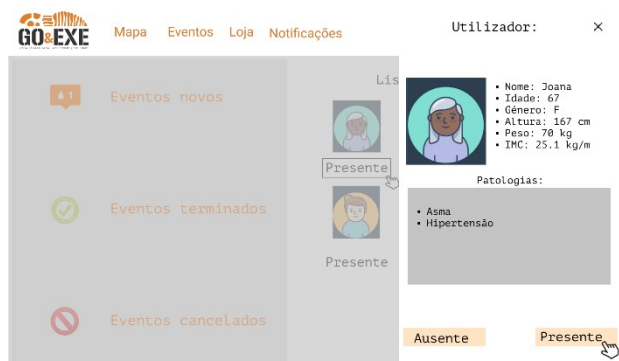 GO&EXE
Mapa Eventos Loja Notificações
1
Eventos novos
Eventos terminados
Eventos cancelados
Lis
Presente
Presente
Utilizador: ×
• Nome: Joana
• Idade: 67
• Género: F
• Altura: 167 cm
• Peso: 70 kg
• IMC: 25.1 kg/m
Patologias:
• Asma
• Hipertensão
Ausente Presente